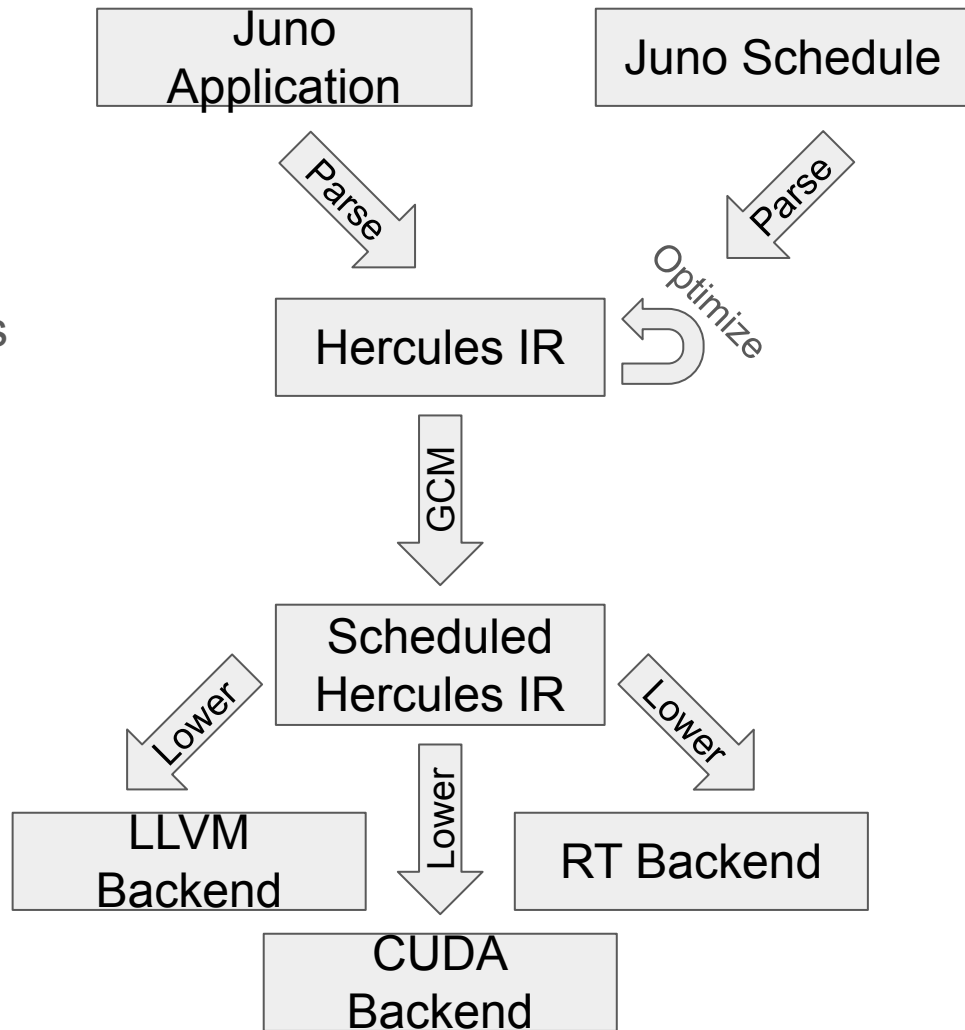 Juno
Application
Juno Schedule
Parse
Parse
Optimize
s
Hercules IR
GCM
Scheduled
Hercules IR
Lower
Lower
Lower
LLVM
Backend
RT Backend
CUDA
Backend